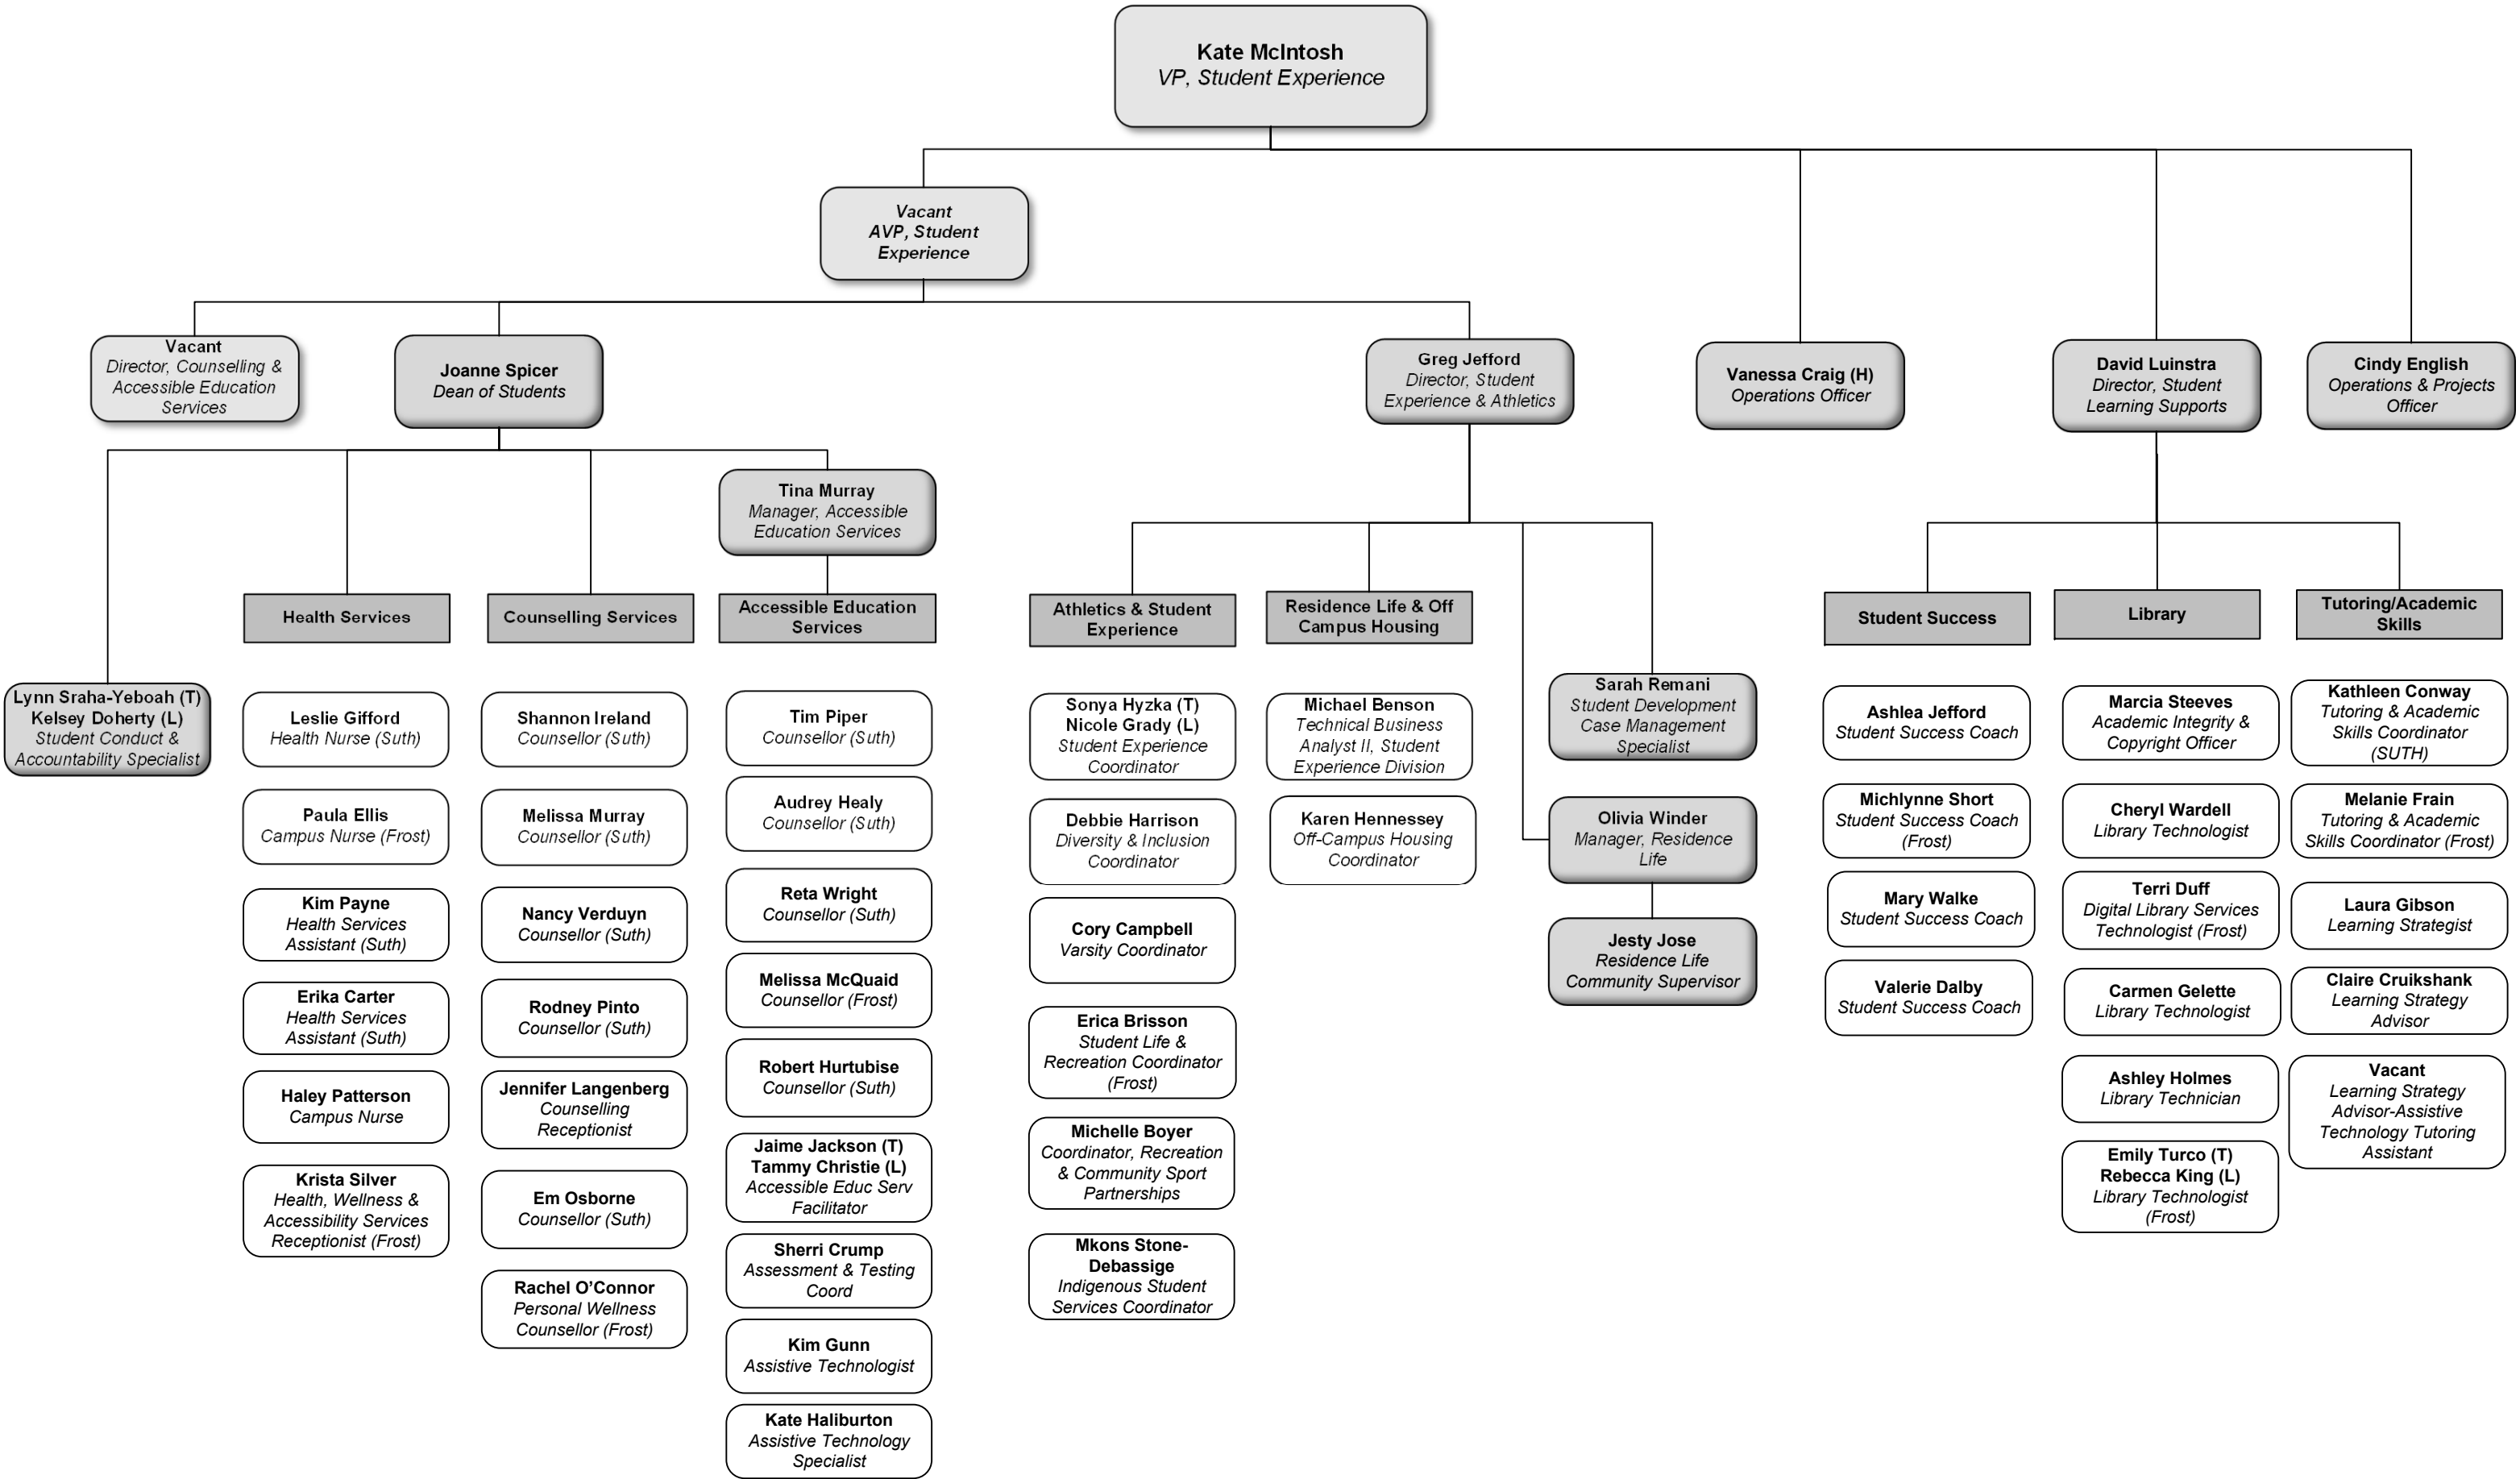 Kate McIntosh
VP, Student Experience
Vacant
AVP, Student
Experience
Vacant
Director, Counselling &
Accessible Education
Services
Joanne Spicer
Dean of Students
Greg Jefford
Director, Student
Experience & Athletics
Vanessa Craig (H)
Operations Officer
David Luinstra
Director, Student
Learning Supports
Cindy English
Operations & Projects
Officer
Tina Murray
Manager, Accessible
Education Services
Lynn Sraha-Yeboah (T)
Kelsey Doherty (L)
Student Conduct &
Accountability Specialist
Health Services
Leslie Gifford
Health Nurse (Suth)
Paula Ellis
Campus Nurse (Frost)
Kim Payne
Health Services
Assistant (Suth)
Erika Carter
Health Services
Assistant (Suth)
Haley Patterson
Campus Nurse
Krista Silver
Health, Wellness &
Accessibility Services
Receptionist (Frost)
Counselling Services
Shannon Ireland
Counsellor (Suth)
Melissa Murray
Counsellor (Suth)
Nancy Verduyn
Counsellor (Suth)
Rodney Pinto
Counsellor (Suth)
Jennifer Langenberg
Counselling
Receptionist
Em Osborne
Counsellor (Suth)
Rachel O’Connor
Personal Wellness
Counsellor (Frost)
Accessible Education
Services
Tim Piper
Counsellor (Suth)
Audrey Healy
Counsellor (Suth)
Reta Wright
Counsellor (Suth)
Melissa McQuaid
Counsellor (Frost)
Robert Hurtubise
Counsellor (Suth)
Jaime Jackson (T)
Tammy Christie (L)
Accessible Educ Serv
Facilitator
Sherri Crump
Assessment & Testing
Coord
Kim Gunn
Assistive Technologist
Kate Haliburton
Assistive Technology
Specialist
Athletics & Student
Experience
Sonya Hyzka (T)
Nicole Grady (L)
Student Experience
Coordinator
Debbie Harrison
Diversity & Inclusion
Coordinator
Cory Campbell
Varsity Coordinator
Erica Brisson
Student Life &
Recreation Coordinator
(Frost)
Michelle Boyer
Coordinator, Recreation
& Community Sport
Partnerships
Mkons Stone-
Debassige
Indigenous Student
Services Coordinator
Residence Life & Off
Campus Housing
Michael Benson
Technical Business
Analyst II, Student
Experience Division
Karen Hennessey
Off-Campus Housing
Coordinator
Sarah Remani
Student Development
Case Management
Specialist
Olivia Winder
Manager, Residence
Life
Jesty Jose
Residence Life
Community Supervisor
Student Success
Ashlea Jefford
Student Success Coach
Michlynne Short
Student Success Coach
(Frost)
Mary Walke
Student Success Coach
Valerie Dalby
Student Success Coach
Library
Marcia Steeves
Academic Integrity &
Copyright Officer
Cheryl Wardell
Library Technologist
Terri Duff
Digital Library Services
Technologist (Frost)
Carmen Gelette
Library Technologist
Ashley Holmes
Library Technician
Emily Turco (T)
Rebecca King (L)
Library Technologist
(Frost)
Tutoring/Academic
Skills
Kathleen Conway
Tutoring & Academic
Skills Coordinator
(SUTH)
Melanie Frain
Tutoring & Academic
Skills Coordinator (Frost)
Laura Gibson
Learning Strategist
Claire Cruikshank
Learning Strategy
Advisor
Vacant
Learning Strategy
Advisor-Assistive
Technology Tutoring
Assistant